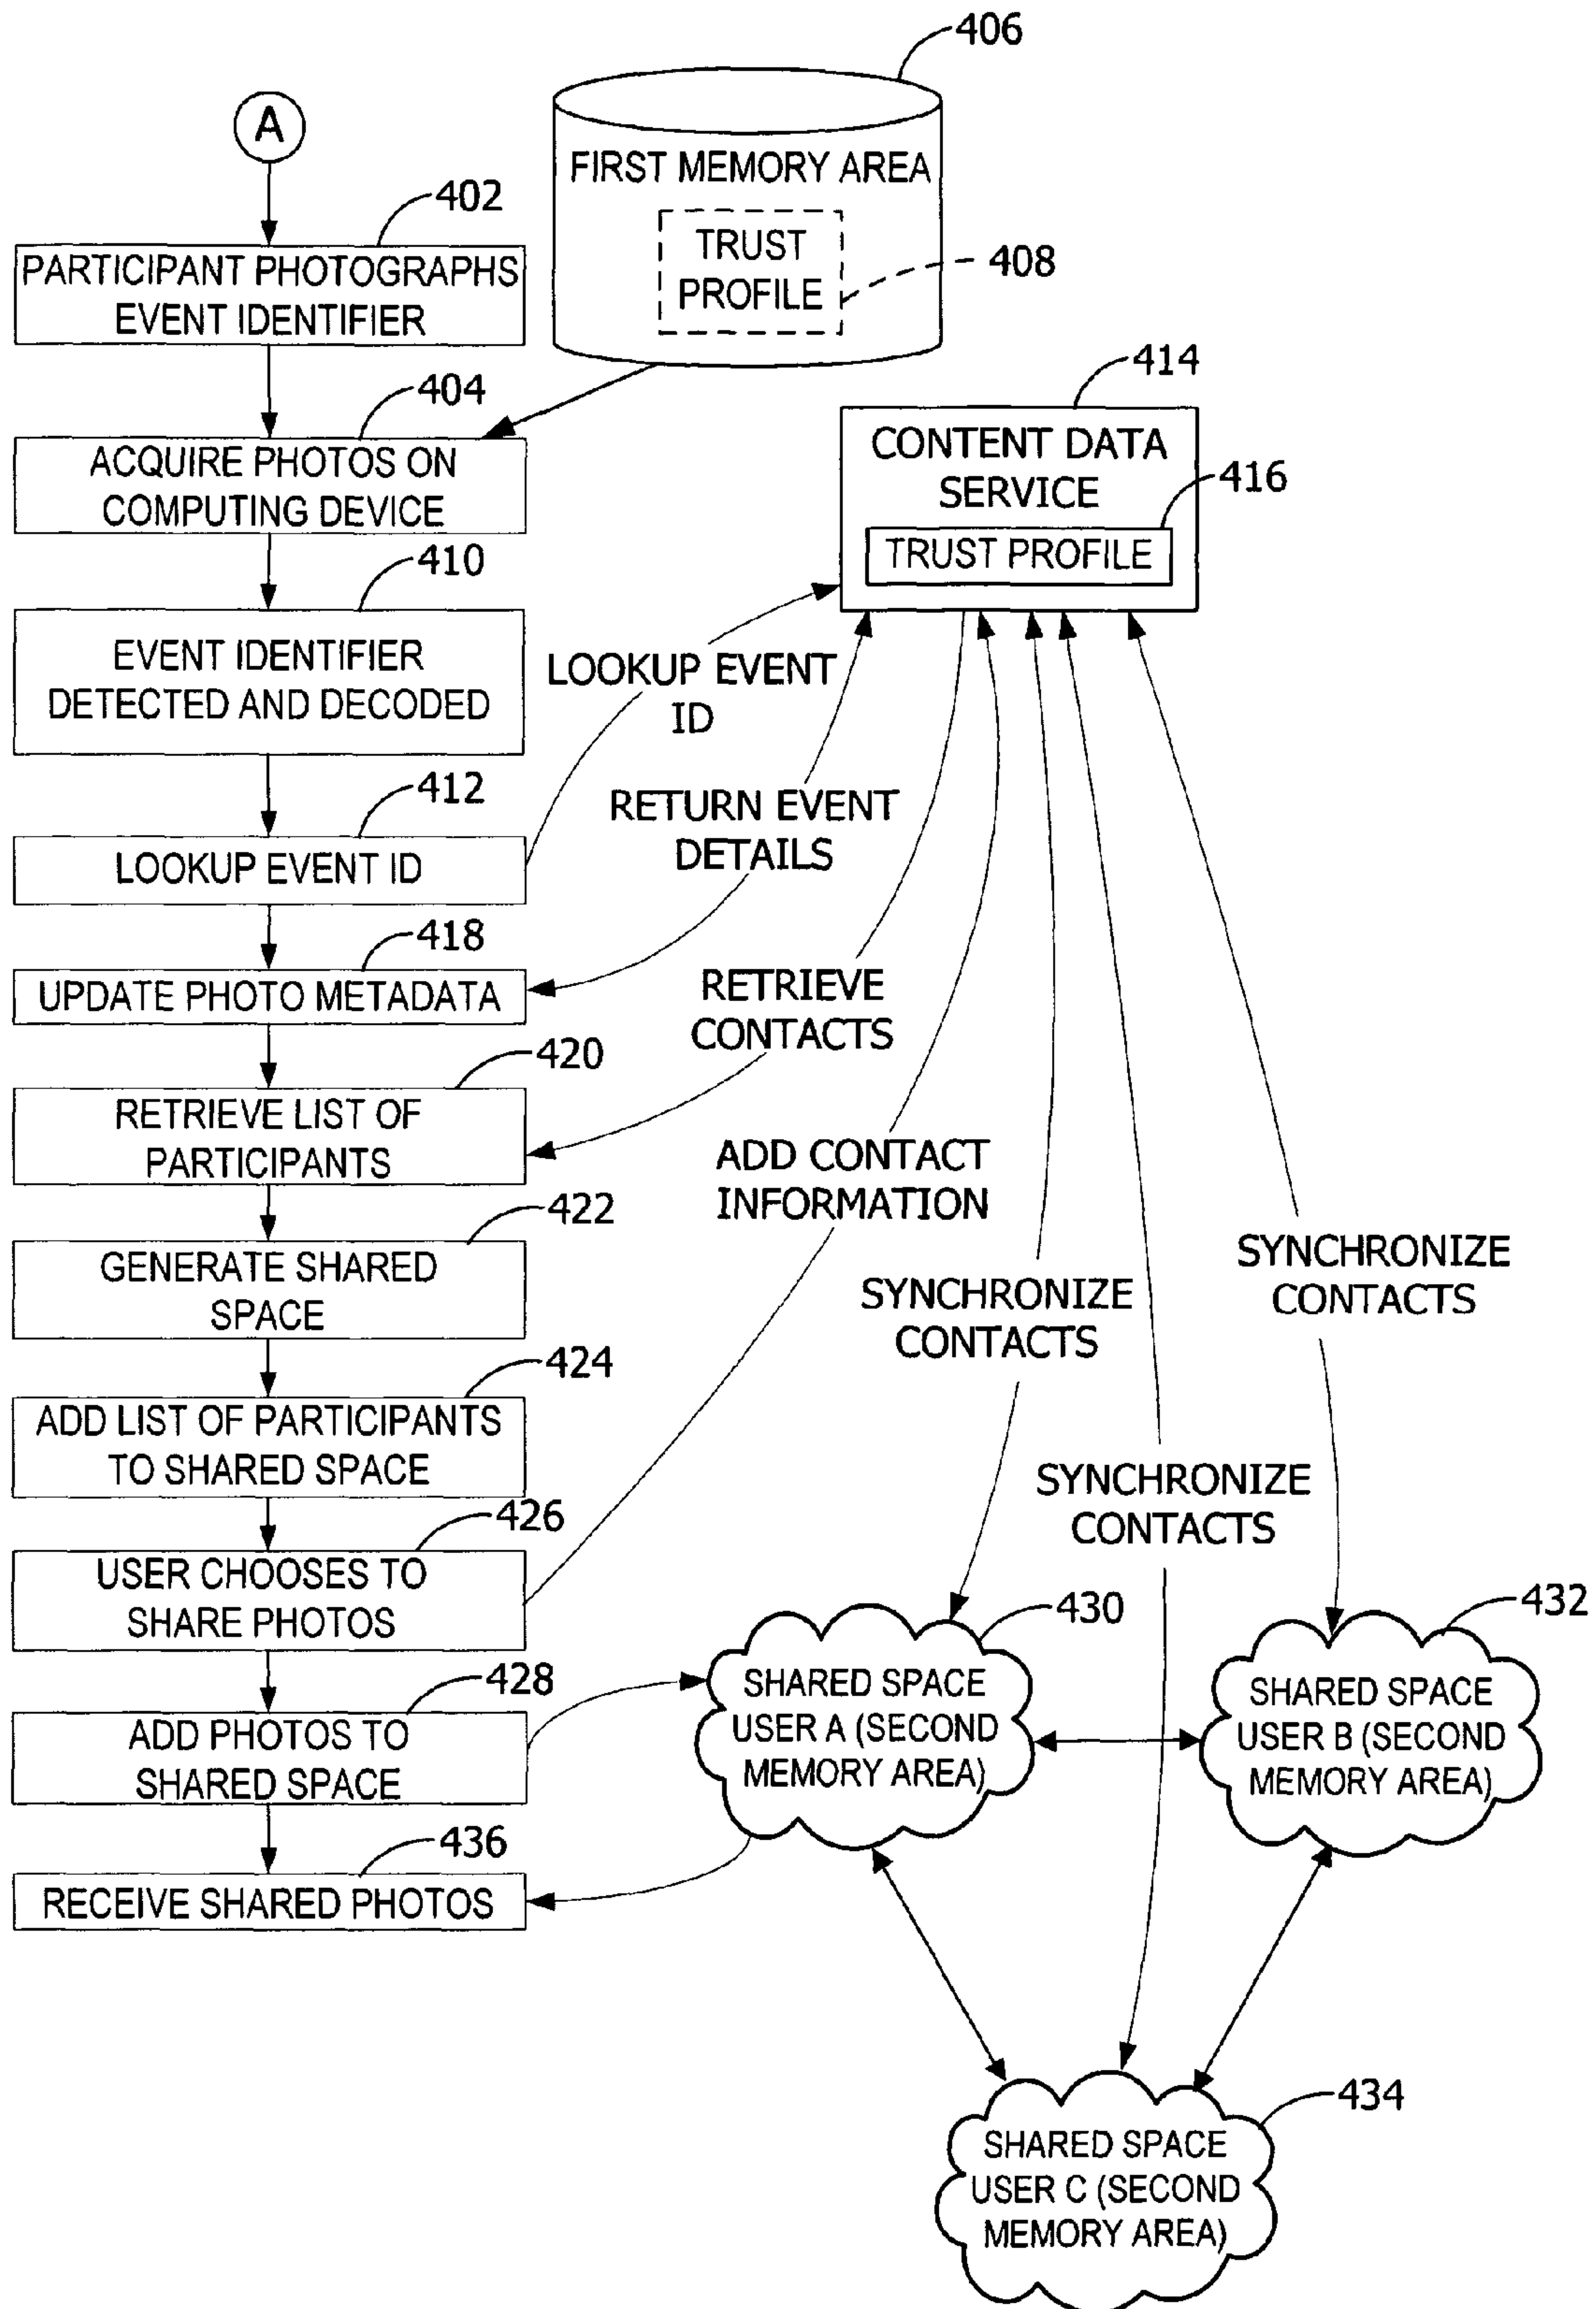 406
A
FIRST MEMORY AREA
402
TRUST
PROFILE
408
PARTICIPANT PHOTOGRAPHS
EVENT IDENTIFIER
404
414
ACQUIRE PHOTOS ON
COMPUTING DEVICE
CONTENT DATA
SERVICE
416
TRUST PROFILE
410
EVENT IDENTIFIER
DETECTED AND DECODED
LOOKUP EVENT
ID
412
LOOKUP EVENT ID
RETURN EVENT
DETAILS
418
UPDATE PHOTO METADATA
RETRIEVE
CONTACTS
420
RETRIEVE LIST OF
PARTICIPANTS
ADD CONTACT
INFORMATION
422
GENERATE SHARED
SPACE
SYNCHRONIZE
CONTACTS
SYNCHRONIZE
CONTACTS
424
ADD LIST OF PARTICIPANTS
TO SHARED SPACE
SYNCHRONIZE
CONTACTS
426
USER CHOOSES TO
SHARE PHOTOS
430
432
428
ADD PHOTOS TO
SHARED SPACE
SHARED SPACE
USER A (SECOND
MEMORY AREA)
SHARED SPACE
USER B (SECOND
MEMORY AREA)
436
RECEIVE SHARED PHOTOS
434
SHARED SPACE
USER C (SECOND
MEMORY AREA)